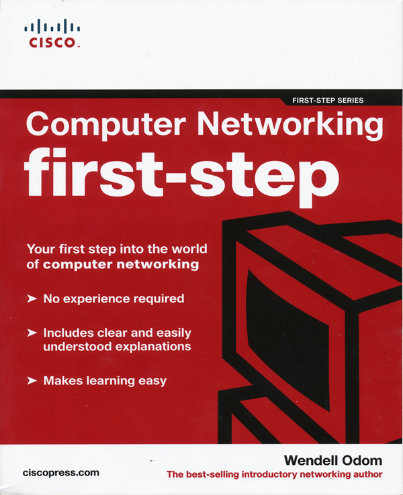 CISCO.
FIRST-STEP SERIES
Computer Networking
first-step
Your first step into the world
of computer networking
➤ No experience required
➤ Includes clear and easily
understood explanations
➤ Makes learning easy
Wendell Odom
ciscopress.com
The best-selling introductory networking author